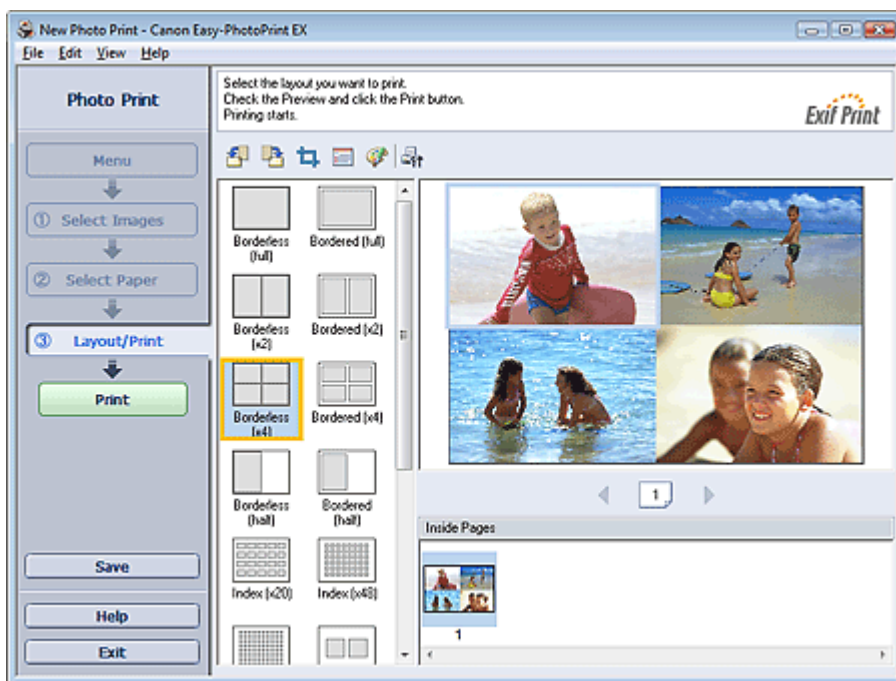 New Photo Print - Canon Easy-PhotoPrint EX
File Edit View Help
Photo Print
Select the layout you want to print.
Check the Preview and click the Print button.
Printing starts.
Exif Print
Menu
① Select Images
② Select Paper
③ Layout/Print
Print
Save
Help
Exit
Borderless (full)
Bordered (full)
Borderless (x2)
Bordered (x2)
Borderless (x4)
Bordered (x4)
Borderless (half)
Bordered (half)
Index (x20)
Index (x48)
1
Inside Pages
1